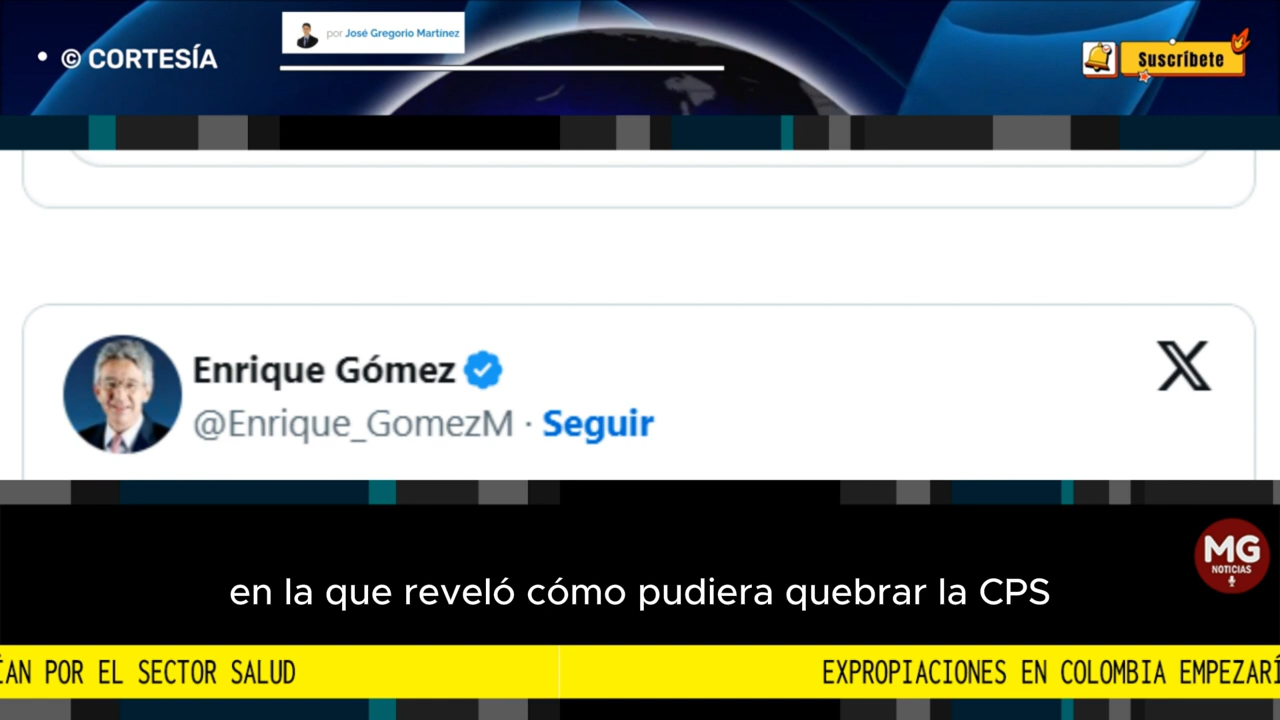 • © CORTESÍA
por José Gregorio Martínez
Suscríbete
Enrique Gómez
@Enrique_GomezM · Seguir
MG
NOTICIAS
en la que reveló cómo pudiera quebrar la CPS
ÍAN POR EL SECTOR SALUD
EXPROPIACIONES EN COLOMBIA EMPEZARÍ